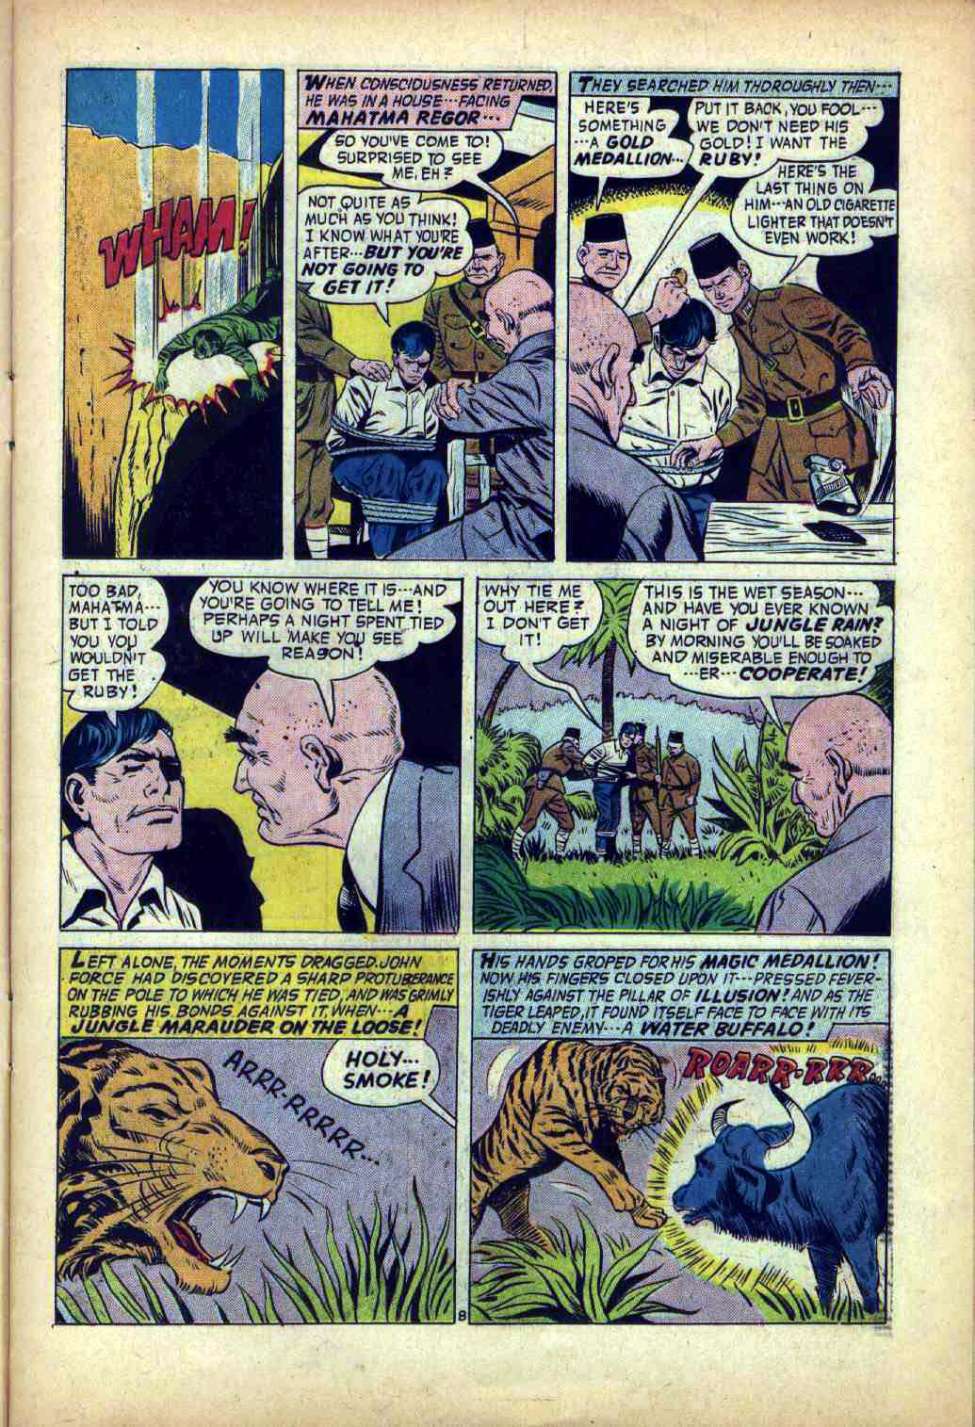 WHAM!
WHEN CONSCIOUSNESS RETURNED,
HE WAS IN A HOUSE---FACING
MAHATMA REGOR---
SO YOU'VE COME TO!
SURPRISED TO SEE
ME, EH?
NOT QUITE AS
MUCH AS YOU THINK!
I KNOW WHAT YOU'RE
AFTER---BUT YOU'RE
NOT GOING TO
GET IT!
THEY SEARCHED HIM THOROUGHLY THEN---
HERE'S
SOMETHING
---A GOLD
MEDALLION---
PUT IT BACK, YOU FOOL---
WE DON'T NEED HIS
GOLD! I WANT THE
RUBY!
HERE'S THE
LAST THING ON
HIM---AN OLD CIGARETTE
LIGHTER THAT DOESN'T
EVEN WORK!
TOO BAD,
MAHATMA---
BUT I TOLD
YOU YOU
WOULDN'T
GET THE
RUBY!
YOU KNOW WHERE IT IS---AND
YOU'RE GOING TO TELL ME!
PERHAPS A NIGHT SPENT TIED
UP WILL MAKE YOU SEE
REASON!
WHY TIE ME
OUT HERE?
I DON'T GET
IT!
THIS IS THE WET SEASON---
AND HAVE YOU EVER KNOWN
A NIGHT OF JUNGLE RAIN?
BY MORNING YOU'LL BE SOAKED
AND MISERABLE ENOUGH TO
---ER---COOPERATE!
LEFT ALONE, THE MOMENTS DRAGGED. JOHN
FORCE HAD DISCOVERED A SHARP PROTUBERANCE
ON THE POLE TO WHICH HE WAS TIED, AND WAS GRIMLY
RUBBING HIS BONDS AGAINST IT, WHEN---A
JUNGLE MARAUDER ON THE LOOSE!
ARRR-RRRRR...
HOLY...
SMOKE!
HIS HANDS GROPED FOR HIS MAGIC MEDALLION!
NOW HIS FINGERS CLOSED UPON IT---PRESSED FEVER-
ISHLY AGAINST THE PILLAR OF ILLUSION! AND AS THE
TIGER LEAPED, IT FOUND ITSELF FACE TO FACE WITH ITS
DEADLY ENEMY---A WATER BUFFALO!
ROARR-RRR...
8